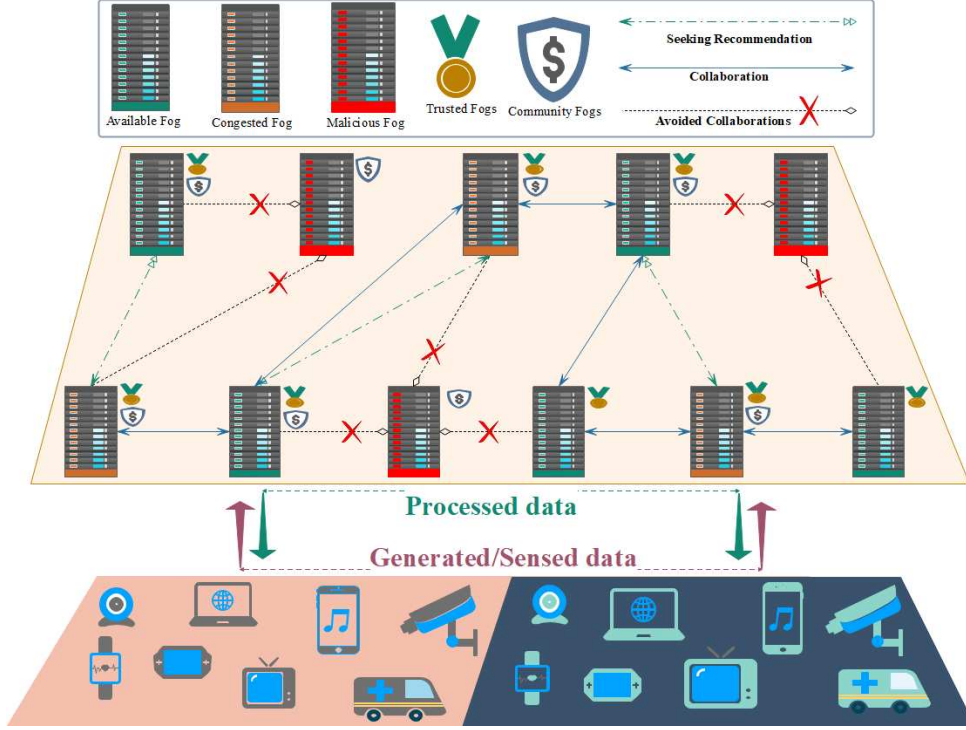 Seeking Recommendation
Collaboration
Avoided Collaborations
Available Fog
Congested Fog
Malicious Fog
Trusted Fogs
Community Fogs
Processed data
Generated/Sensed data